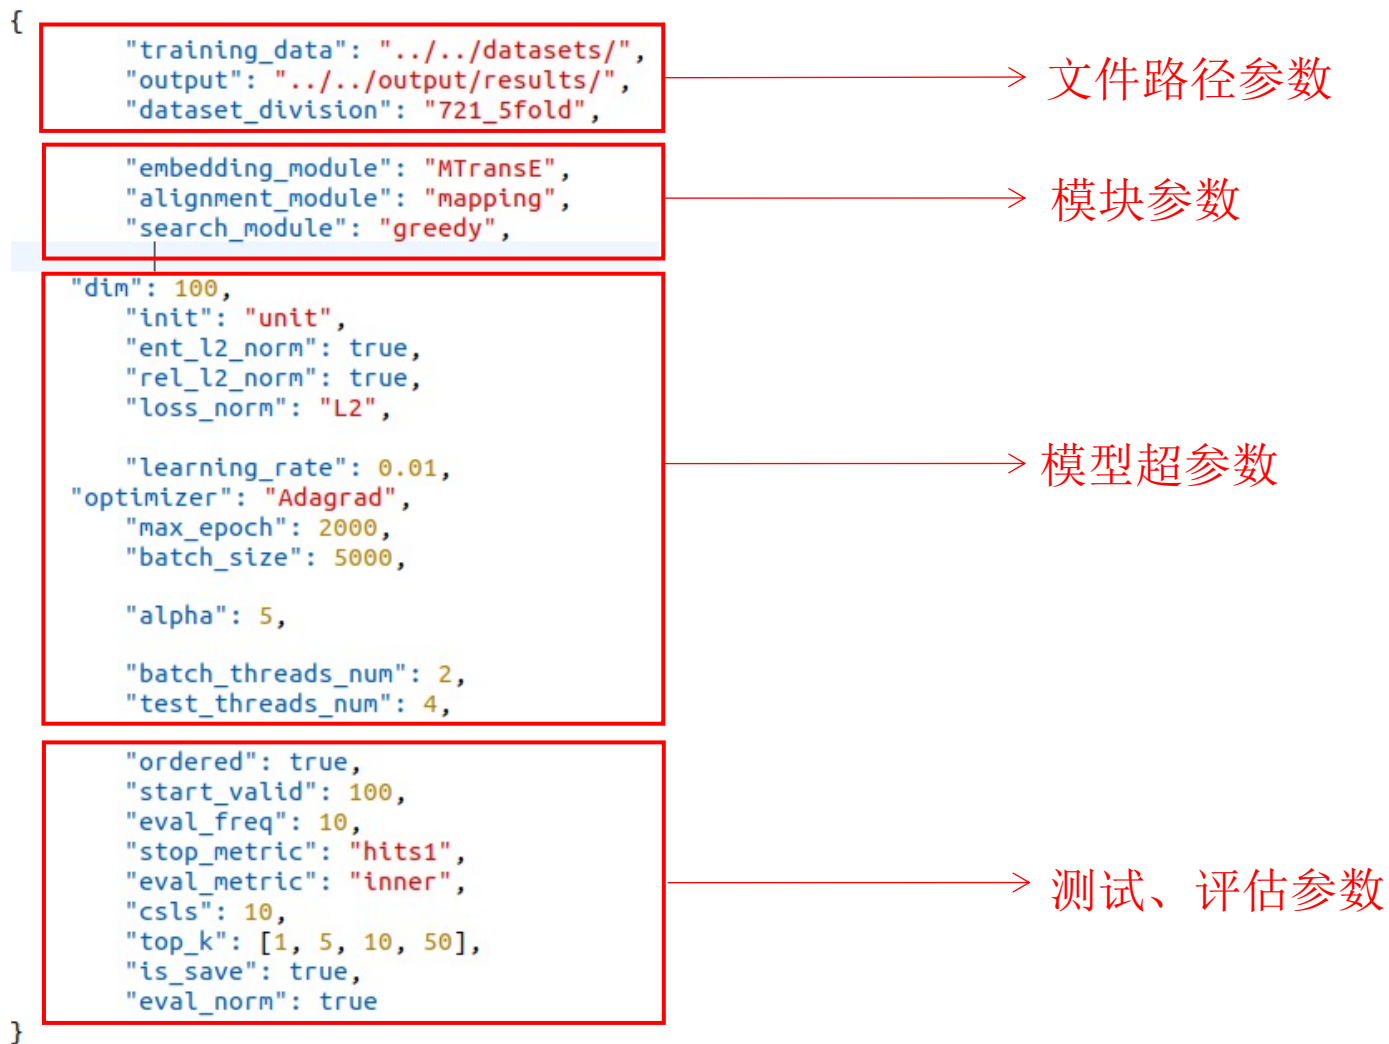 {
"training_data": "../../datasets/",
"output": "../../output/results/",
"dataset_division": "721_5fold",
文件路径参数
"embedding_module": "MTransE",
"alignment_module": "mapping",
"search_module": "greedy",
模块参数
"dim": 100,
"init": "unit",
"ent_l2_norm": true,
"rel_l2_norm": true,
"loss_norm": "L2",
"learning_rate": 0.01,
"optimizer": "Adagrad",
"max_epoch": 2000,
"batch_size": 5000,
"alpha": 5,
"batch_threads_num": 2,
"test_threads_num": 4,
模型超参数
"ordered": true,
"start_valid": 100,
"eval_freq": 10,
"stop_metric": "hits1",
"eval_metric": "inner",
"csls": 10,
"top_k": [1, 5, 10, 50],
"is_save": true,
"eval_norm": true
测试、评估参数
}